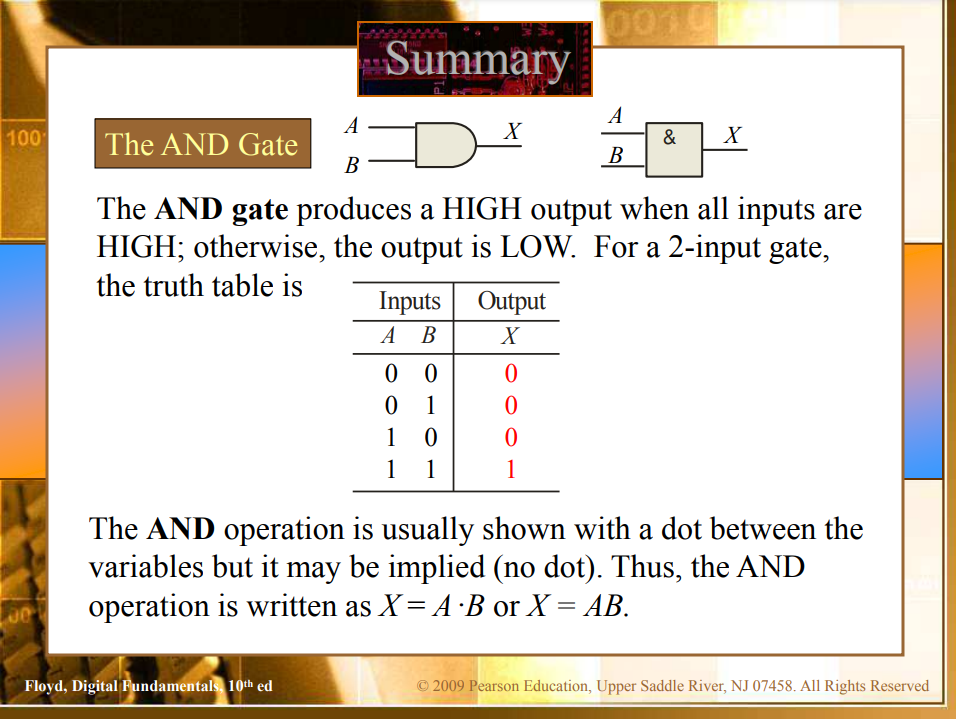 Summary
The AND Gate
A
B
X
A
B
&
X
The AND gate produces a HIGH output when all inputs are
HIGH; otherwise, the output is LOW. For a 2-input gate,
the truth table is
Inputs Output
A B X
0 0 0
0 1 0
1 0 0
1 1 1
The AND operation is usually shown with a dot between the
variables but it may be implied (no dot). Thus, the AND
operation is written as X = A ·B or X = AB.
Floyd, Digital Fundamentals, 10th ed
© 2009 Pearson Education, Upper Saddle River, NJ 07458. All Rights Reserved